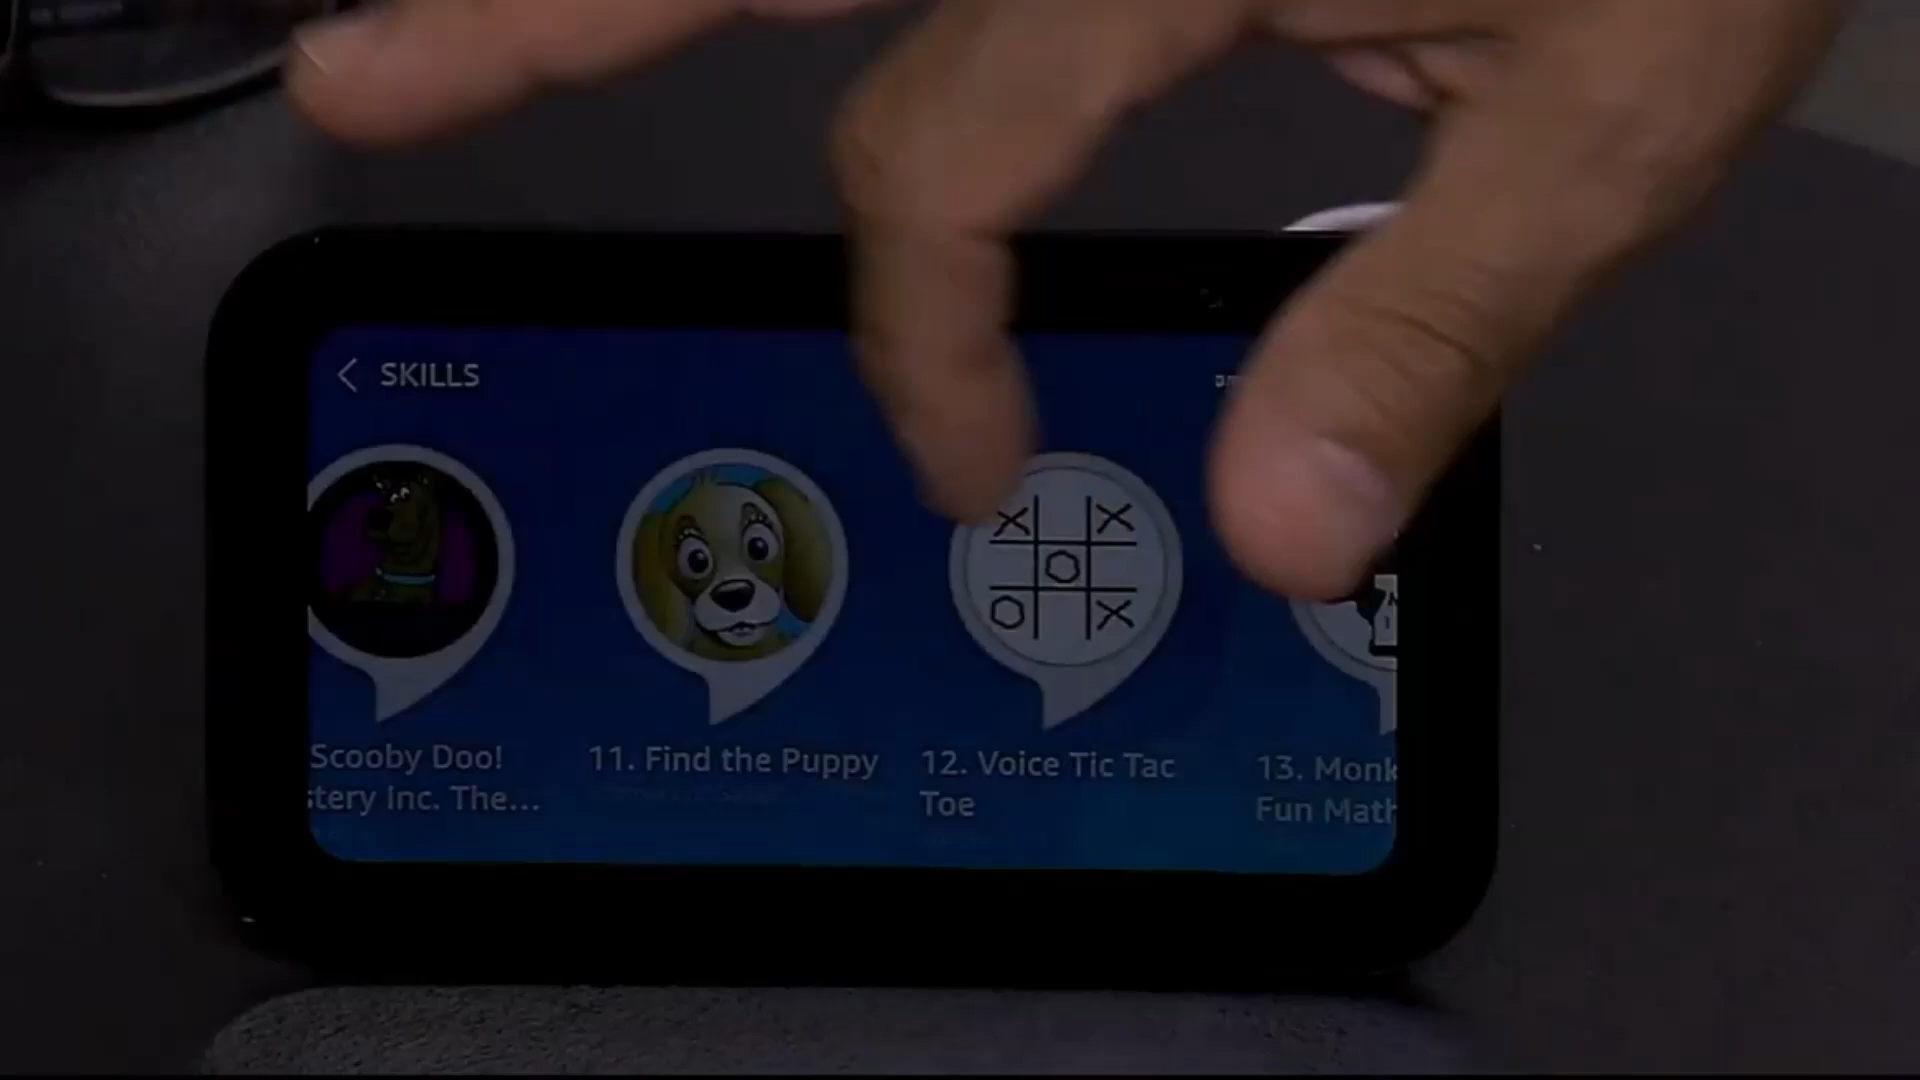 SKILLS
Scooby Doo!
stery Inc. The...
11. Find the Puppy
12. Voice Tic Tac
Toe
13. Monk
Fun Math